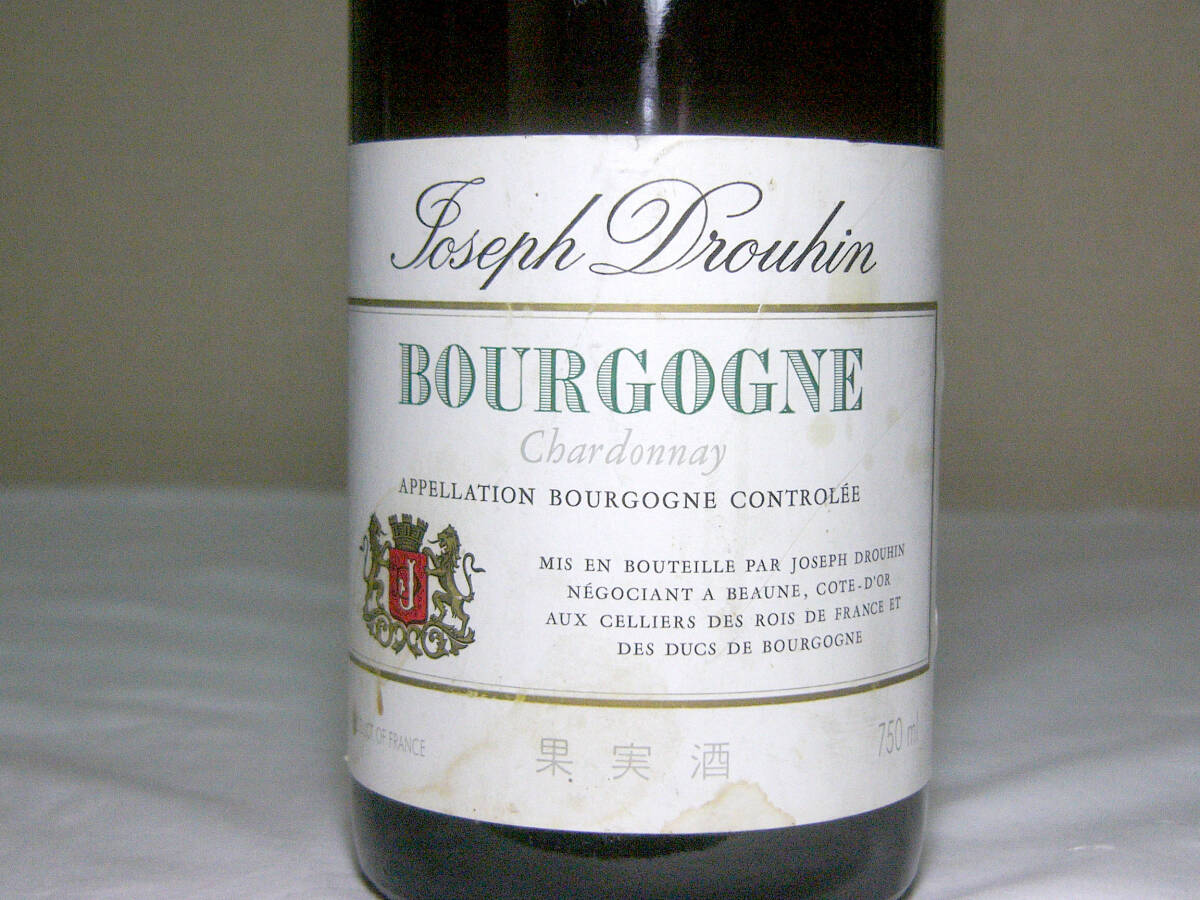 Joseph Drouhin
BOURGOGNE
Chardonnay
APPELLATION BOURGOGNE CONTROLÉE
J D
MIS EN BOUTEILLE PAR JOSEPH DROUHIN
NÉGOCIANT A BEAUNE, COTE-D'OR
AUX CELLIERS DES ROIS DE FRANCE ET
DES DUCS DE BOURGOGNE
OF FRANCE
果実酒
750 ml